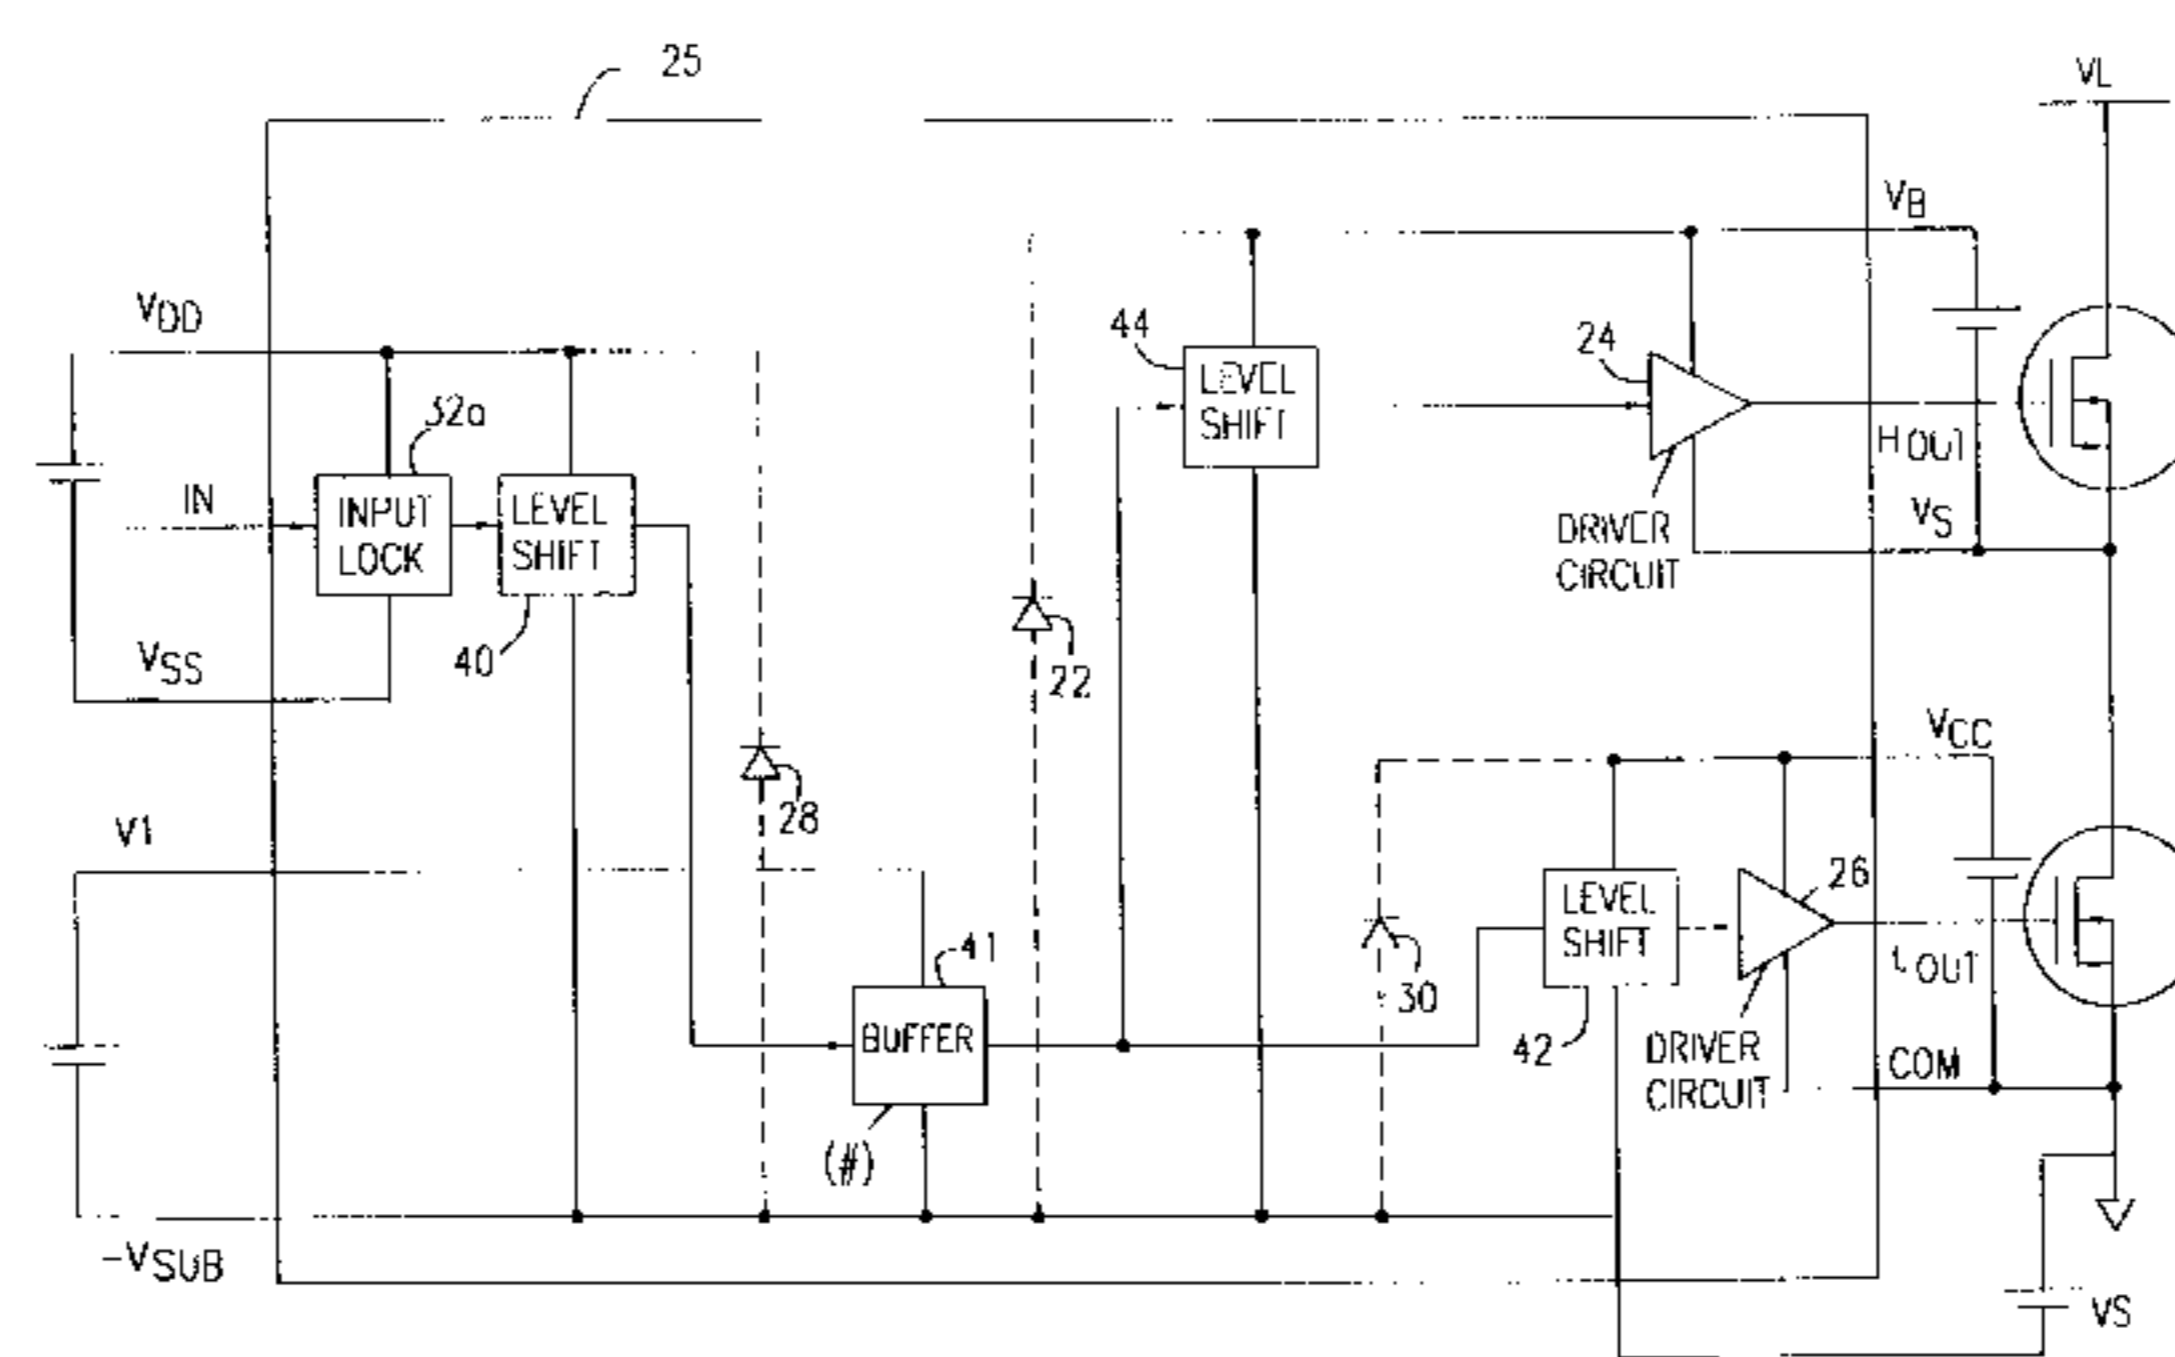 25
VL
VB
VDD
44
LEVEL
SHIFT
24
32a
HOUT
IN
INPUT
LOCK
LEVEL
SHIFT
VS
DRIVER
CIRCUIT
VSS
40
22
VCC
28
V1
26
LEVEL
SHIFT
41
30
LOUT
BUFFER
42
DRIVER
CIRCUIT
COM
(#)
-VSUB
VS